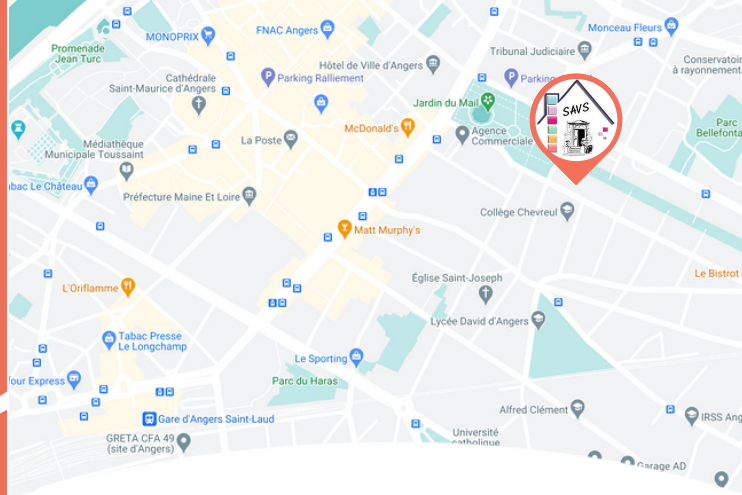 MONOPRIX
FNAC Angers
Monceau Fleurs
Promenade
Jean Turc
Hôtel de Ville d'Angers
Tribunal Judiciaire
Cathédrale
Saint-Maurice d'Angers
Parking Ralliement
Parking
Conservatoir
à rayonnement
Jardin du Mail
SAVS
McDonald's
Agence
Commerciale
La Poste
Parc
Bellefonta
Médiathèque
Municipale Toussaint
abac Le Château
Préfecture Maine Et Loire
Collège Chevreul
Matt Murphy's
Le Bistrot
L'Oriflamme
Église Saint-Joseph
Lycée David d'Angers
Tabac Presse
Le Longchamp
Le Sporting
Your Express
Parc du Haras
Alfred Clément
IRSS Ang
Gare d'Angers Saint-Laud
GRETA CFA 49
(site d'Angers)
Université
catholique
Garage AD